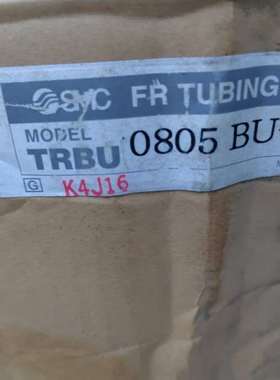 SMC FR TUBING
MODEL TRBU 0805 BU-
G K4J16